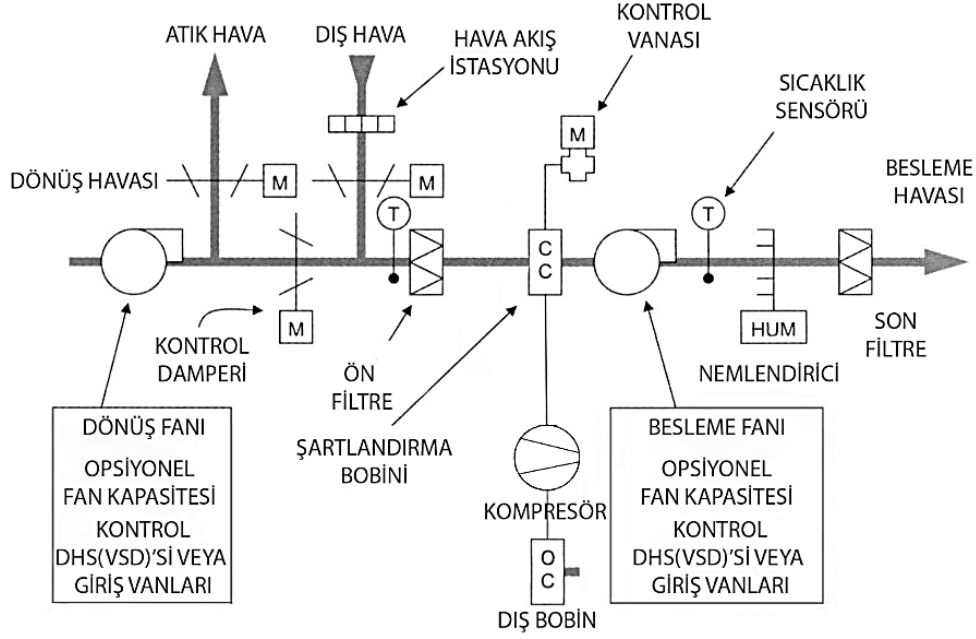 ATIK HAVA
DIŞ HAVA
HAVA AKIŞ
İSTASYONU
KONTROL
VANASI
SICAKLIK
SENSÖRÜ
M
DÖNÜŞ HAVASI
M
M
BESLEME
HAVASI
T
T
C
C
M
HUM
KONTROL
DAMPERİ
ÖN
FİLTRE
NEMLENDİRİCİ
SON
FİLTRE
ŞARTLANDIRMA
BOBİNİ
DÖNÜŞ FANI
OPSİYONEL
FAN KAPASİTESİ
KONTROL
DHS(VSD)'Sİ VEYA
GİRİŞ VANLARI
KOMPRESÖR
O
C
DIŞ BOBİN
BESLEME FANI
OPSİYONEL
FAN KAPASİTESİ
KONTROL
DHS(VSD)'Sİ VEYA
GİRİŞ VANLARI